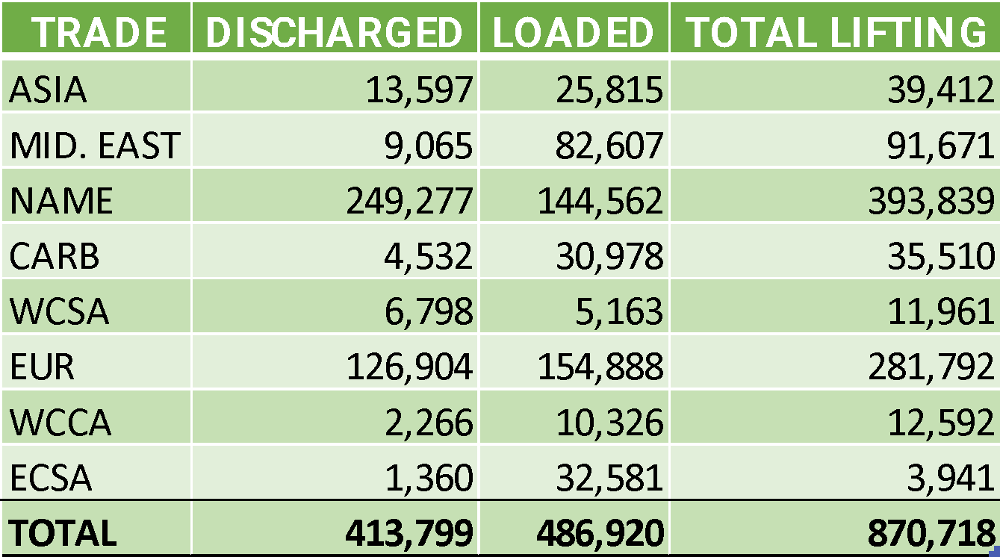 TRADE DISCHARGED LOADED TOTAL LIFTING
ASIA 13,597 25,815 39,412
MID. EAST 9,065 82,607 91,671
NAME 249,277 144,562 393,839
CARB 4,532 30,978 35,510
WCSA 6,798 5,163 11,961
EUR 126,904 154,888 281,792
WCCA 2,266 10,326 12,592
ECSA 1,360 32,581 3,941
TOTAL 413,799 486,920 870,718